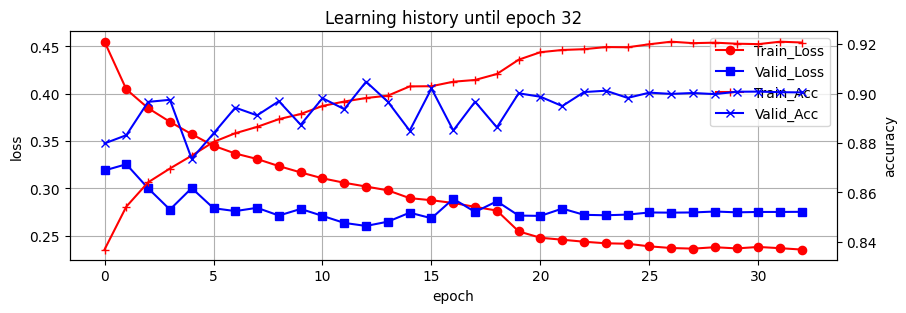 Learning history until epoch 32
0.45
0.40
0.35
0.30
0.25
loss
0.92
0.90
0.88
0.86
0.84
accuracy
Train_Loss
Valid_Loss
Train_Acc
Valid_Acc
0 5 10 15 20 25 30
epoch